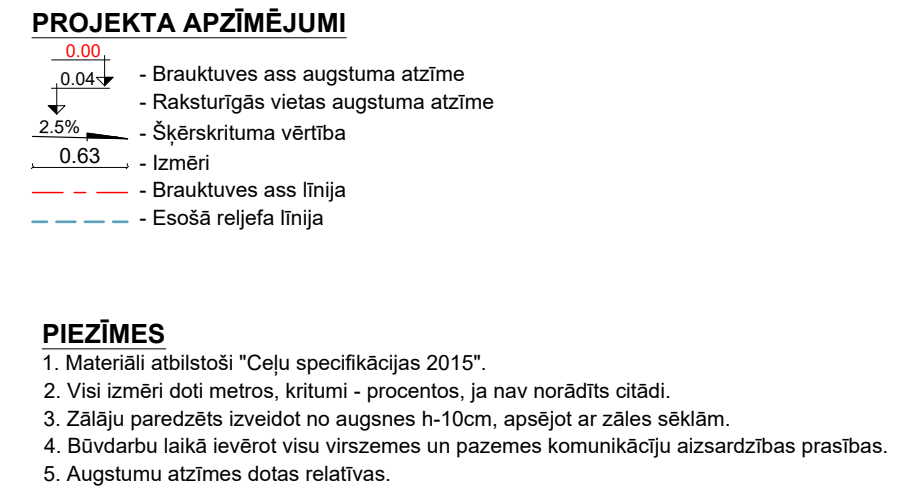 PROJEKTA APZĪMĒJUMI
0.00
0.04 - Brauktuves ass augstuma atzīme
- Raksturīgās vietas augstuma atzīme
2.5% - Šķērskrituma vērtība
0.63 - Izmēri
- Brauktuves ass līnija
- Esošā reljefa līnija
PIEZĪMES
1. Materiāli atbilstoši "Ceļu specifikācijas 2015".
2. Visi izmēri doti metros, kritumi - procentos, ja nav norādīts citādi.
3. Zālāju paredzēts izveidot no augsnes h-10cm, apsējot ar zāles sēklām.
4. Būvdarbu laikā ievērot visu virszemes un pazemes komunikācīju aizsardzības prasības.
5. Augstumu atzīmes dotas relatīvas.